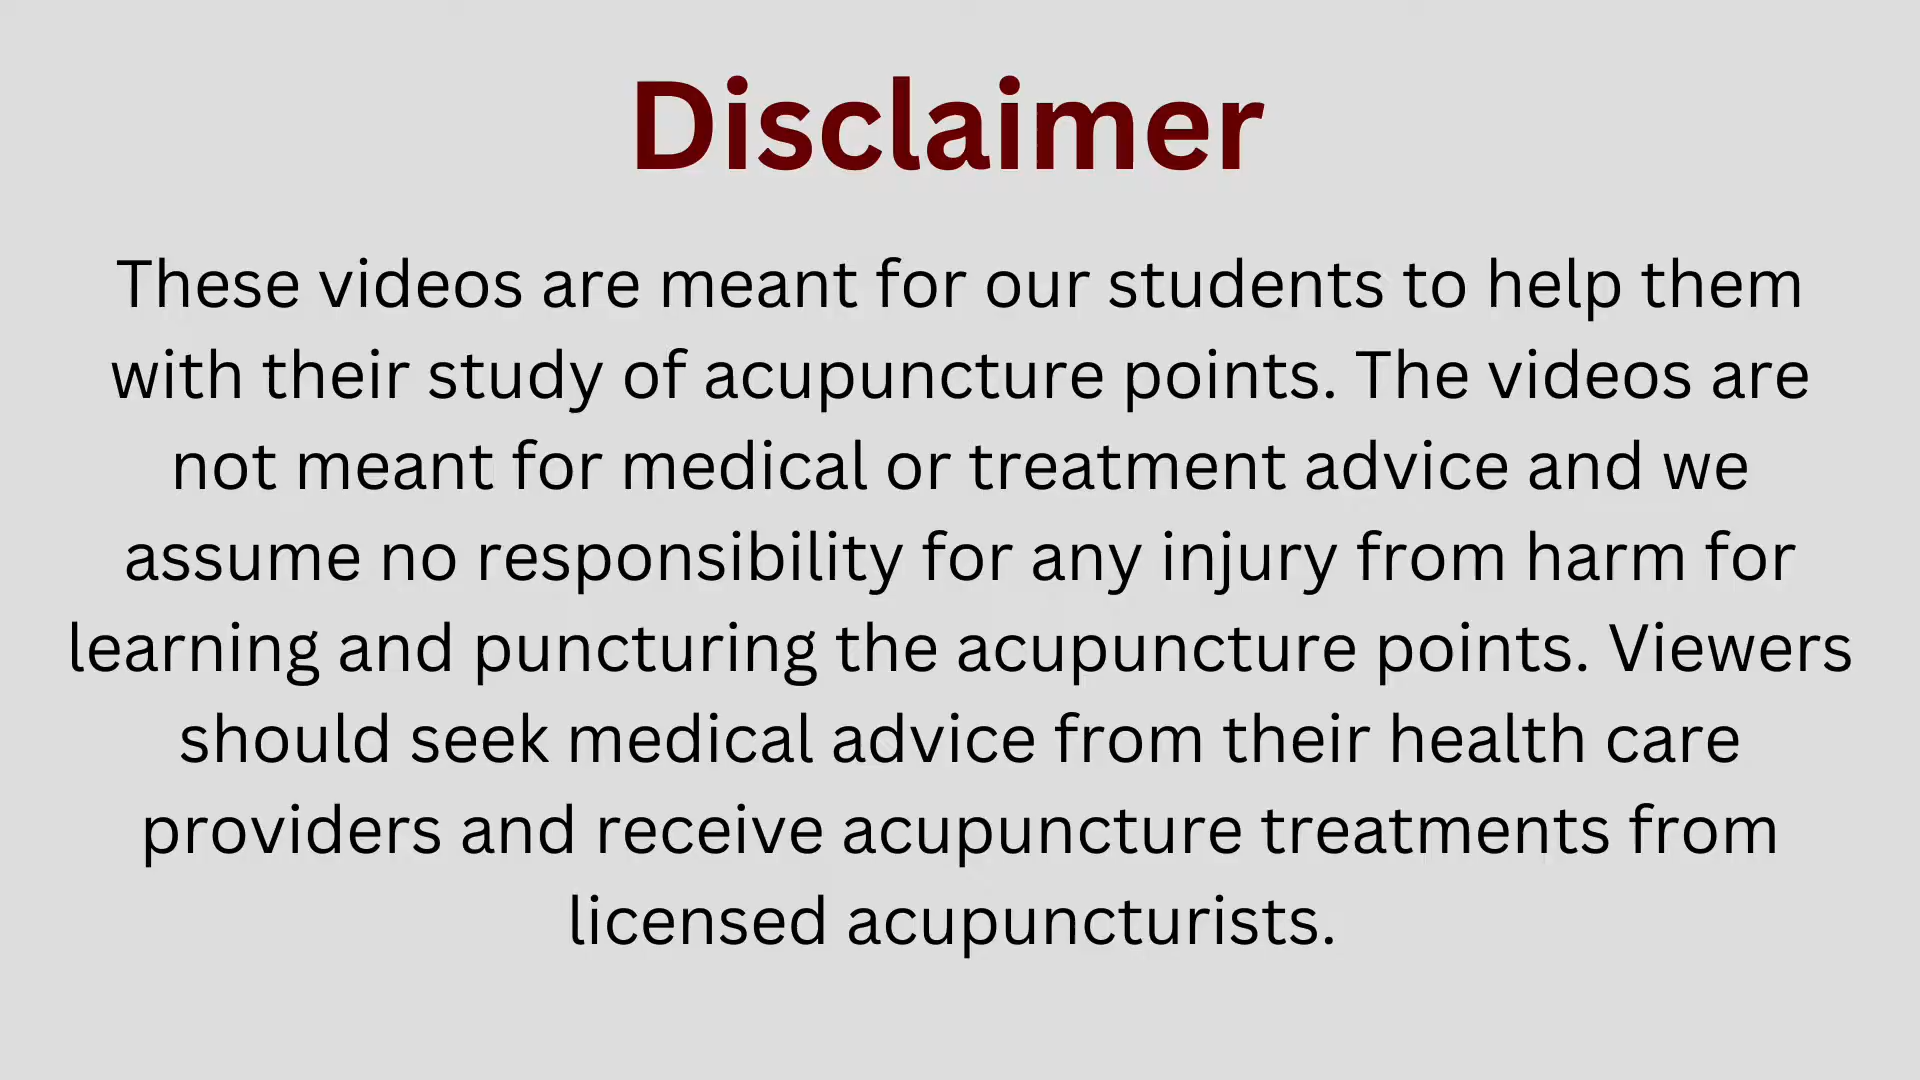 Disclaimer
These videos are meant for our students to help them
with their study of acupuncture points. The videos are
not meant for medical or treatment advice and we
assume no responsibility for any injury from harm for
learning and puncturing the acupuncture points. Viewers
should seek medical advice from their health care
providers and receive acupuncture treatments from
licensed acupuncturists.